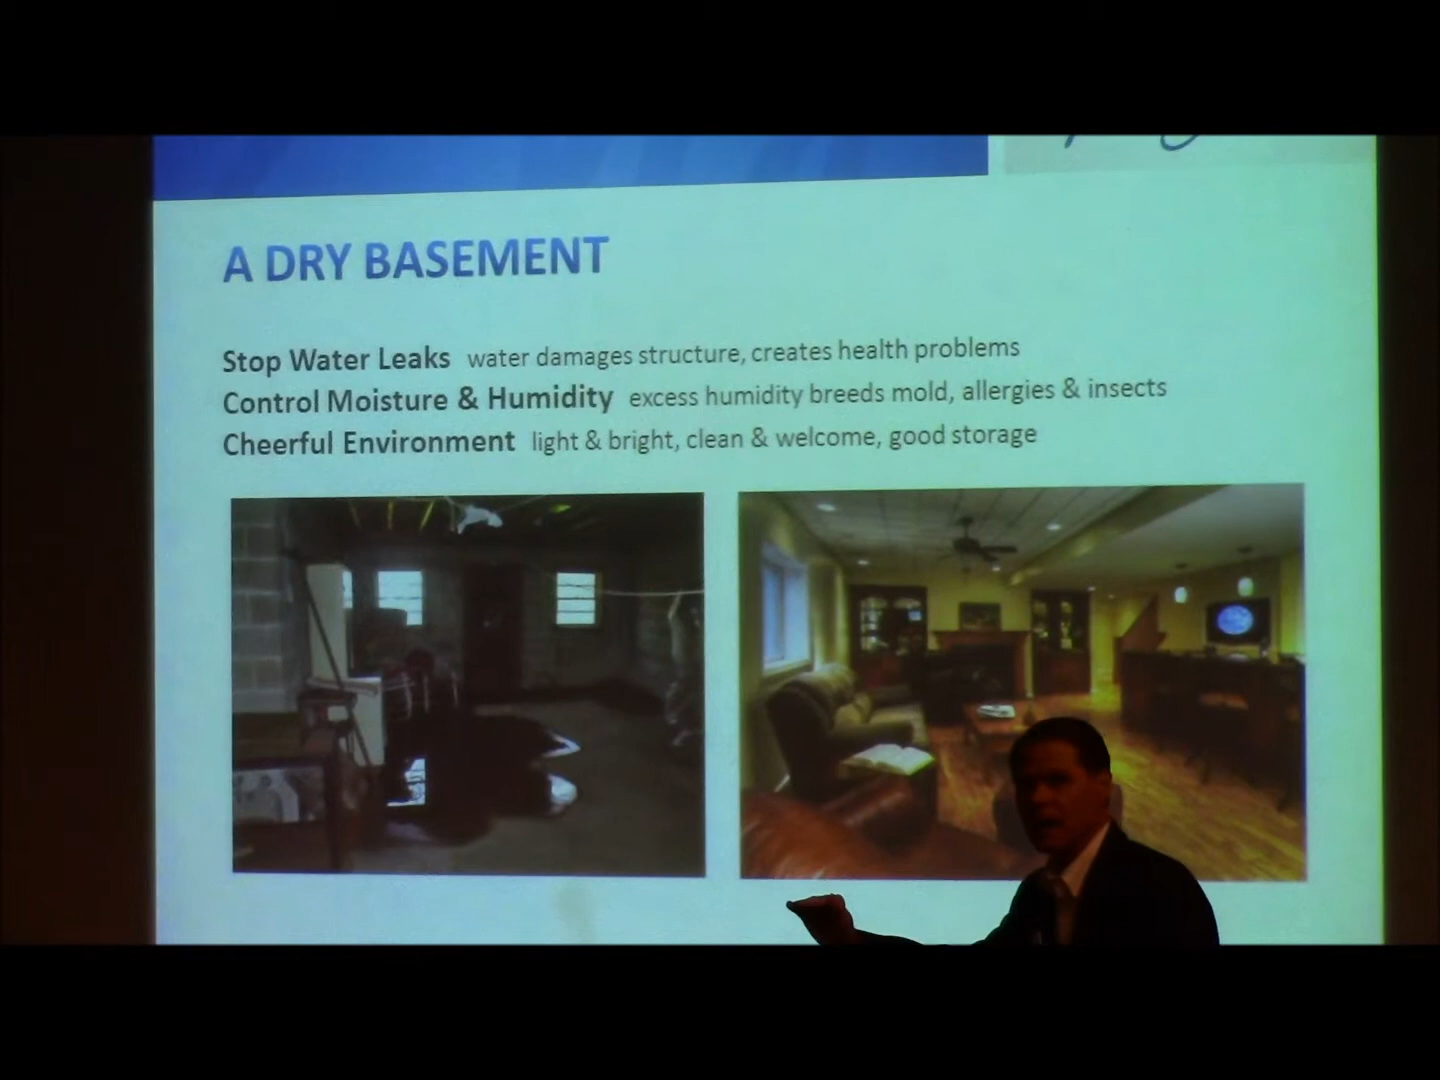 A DRY BASEMENT
Stop Water Leaks water damages structure, creates health problems
Control Moisture & Humidity excess humidity breeds mold, allergies & insects
Cheerful Environment light & bright, clean & welcome, good storage